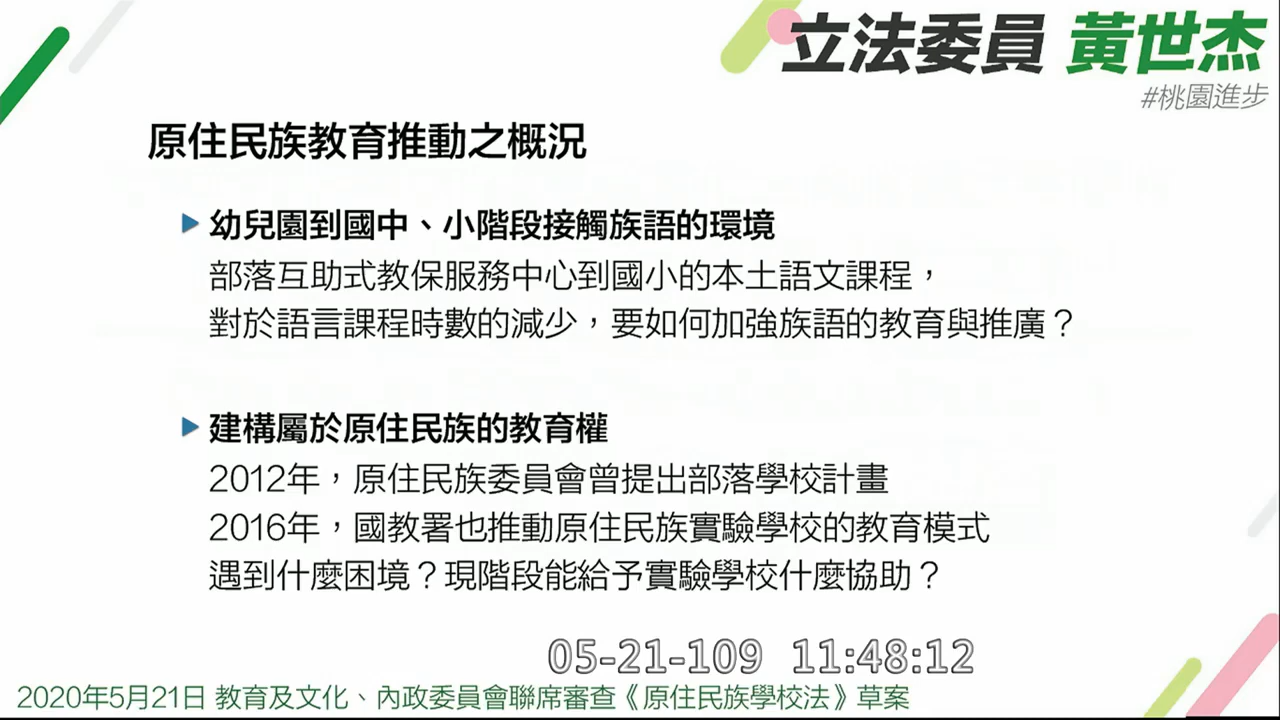 立法委員 黃世杰
#桃園進步
原住民族教育推動之概況
幼兒園到國中、小階段接觸族語的環境
部落互助式教保服務中心到國小的本土語文課程，
對於語言課程時數的減少，要如何加強族語的教育與推廣？
建構屬於原住民族的教育權
2012年，原住民族委員會曾提出部落學校計畫
2016年，國教署也推動原住民族實驗學校的教育模式
遇到什麼困境？現階段能給予實驗學校什麼協助？
05-21-109 11:48:12
2020年5月21日 教育及文化、內政委員會聯席審查《原住民族學校法》草案